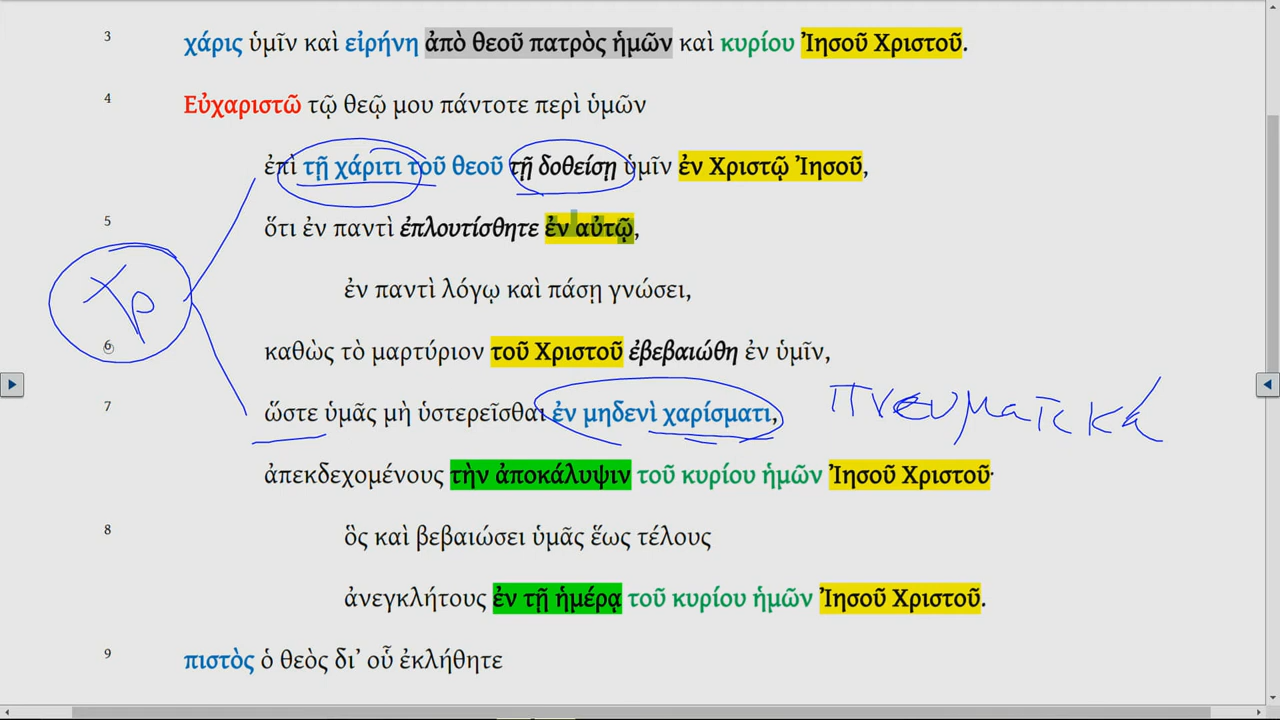 3 χάρις ὑμῖν καὶ εἰρήνη ἀπὸ θεοῦ πατρὸς ἡμῶν καὶ κυρίου Ἰησοῦ Χριστοῦ.
4 Εὐχαριστῶ τῷ θεῷ μου πάντοτε περὶ ὑμῶν
ἐπὶ τῇ χάριτι τοῦ θεοῦ τῇ δοθείσῃ ὑμῖν ἐν Χριστῷ Ἰησοῦ,
5 ὅτι ἐν παντὶ ἐπλουτίσθητε ἐν αὐτῷ,
ἐν παντὶ λόγῳ καὶ πάσῃ γνώσει,
χρ
6 καθὼς τὸ μαρτύριον τοῦ Χριστοῦ ἐβεβαιώθη ἐν ὑμῖν,
7 ὥστε ὑμᾶς μὴ ὑστερεῖσθαι ἐν μηδενὶ χαρίσματι, πνευματικά
ἀπεκδεχομένους τὴν ἀποκάλυψιν τοῦ κυρίου ἡμῶν Ἰησοῦ Χριστοῦ·
8 ὃς καὶ βεβαιώσει ὑμᾶς ἕως τέλους
ἀνεγκλήτους ἐν τῇ ἡμέρᾳ τοῦ κυρίου ἡμῶν Ἰησοῦ Χριστοῦ.
9 πιστὸς ὁ θεὸς δι᾽ οὗ ἐκλήθητε